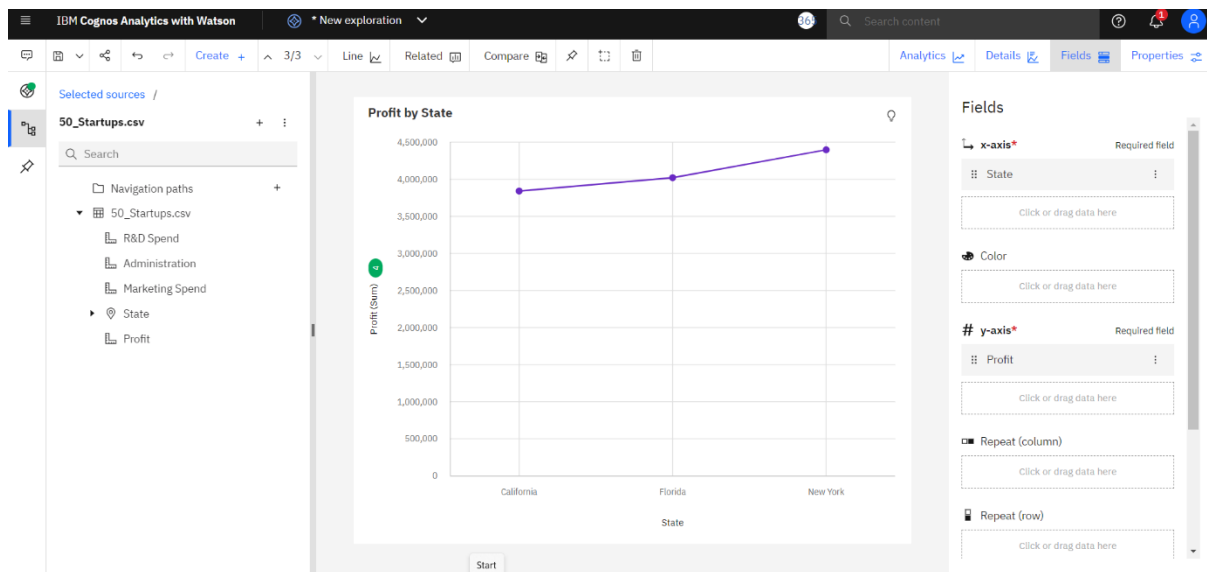 IBM Cognos Analytics with Watson
* New exploration
Search content
1
Create +
3/3
Line
Related
Compare
Analytics
Details
Fields
Properties
Selected sources /
50_Startups.csv
Search
Navigation paths
50_Startups.csv
R&D Spend
Administration
Marketing Spend
State
Profit
Profit by State
4,500,000
4,000,000
3,500,000
3,000,000
2,500,000
2,000,000
1,500,000
1,000,000
500,000
0
Profit (Sum)
California Florida New York
State
Start
Fields
x-axis* Required field
State
Click or drag data here
Color
Click or drag data here
# y-axis* Required field
Profit
Click or drag data here
Repeat (column)
Click or drag data here
Repeat (row)
Click or drag data here